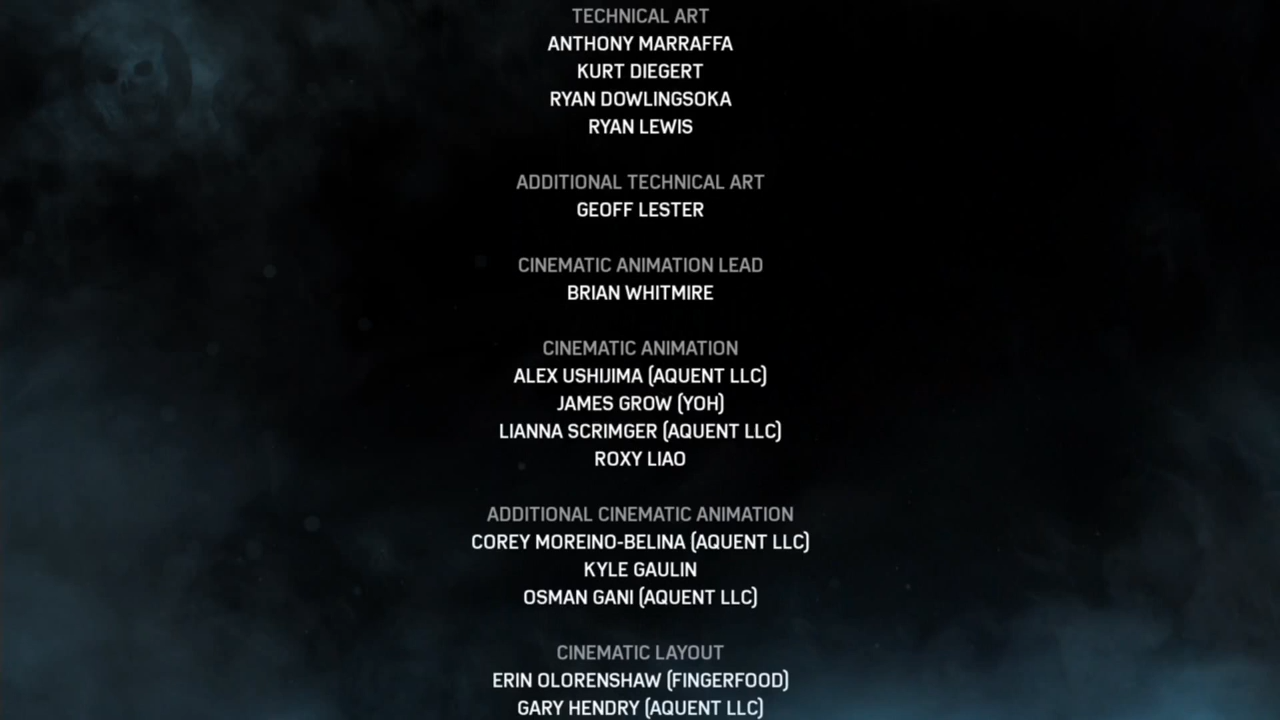 TECHNICAL ART
ANTHONY MARRAFFA
KURT DIEGERT
RYAN DOWLINGSOKA
RYAN LEWIS
ADDITIONAL TECHNICAL ART
GEOFF LESTER
CINEMATIC ANIMATION LEAD
BRIAN WHITMIRE
CINEMATIC ANIMATION
ALEX USHIJIMA (AQUENT LLC)
JAMES GROW (YOH)
LIANNA SCRIMGER (AQUENT LLC)
ROXY LIAO
ADDITIONAL CINEMATIC ANIMATION
COREY MOREINO-BELINA (AQUENT LLC)
KYLE GAULIN
OSMAN GANI (AQUENT LLC)
CINEMATIC LAYOUT
ERIN OLORENSHAW (FINGERFOOD)
GARY HENDRY (AQUENT LLC)